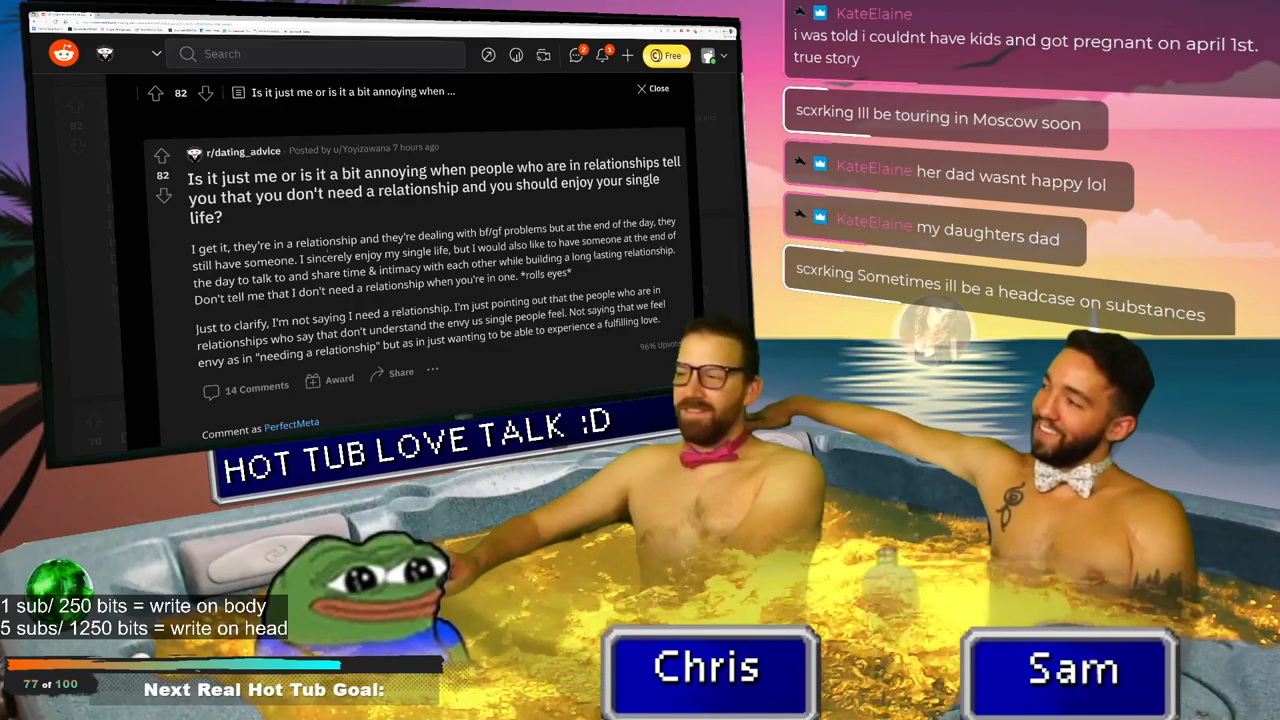 Search
2
1
Free
82
Is it just me or is it a bit annoying when ...
Close
82
r/dating_advice · Posted by u/Yoyizawana 7 hours ago
82
Is it just me or is it a bit annoying when people who are in relationships tell
you that you don't need a relationship and you should enjoy your single
life?
I get it, they're in a relationship and they're dealing with bf/gf problems but at the end of the day, they
still have someone. I sincerely enjoy my single life, but I would also like to have someone at the end of
the day to talk to and share time & intimacy with each other while building a long lasting relationship.
Don't tell me that I don't need a relationship when you're in one. *rolls eyes*
Just to clarify, I'm not saying I need a relationship. I'm just pointing out that the people who are in
relationships who say that don't understand the envy us single people feel. Not saying that we feel
envy as in "needing a relationship" but as in just wanting to be able to experience a fulfilling love.
96% Upvot
14 Comments
Award
Share
...
70
Comment as PerfectMeta
HOT TUB LOVE TALK :D
KateElaine
i was told i couldnt have kids and got pregnant on april 1st.
true story
scxrking Ill be touring in Moscow soon
KateElaine her dad wasnt happy lol
KateElaine my daughters dad
scxrking Sometimes ill be a headcase on substances
1 sub/ 250 bits = write on body
5 subs/ 1250 bits = write on head
77 of 100
Next Real Hot Tub Goal:
Chris
Sam